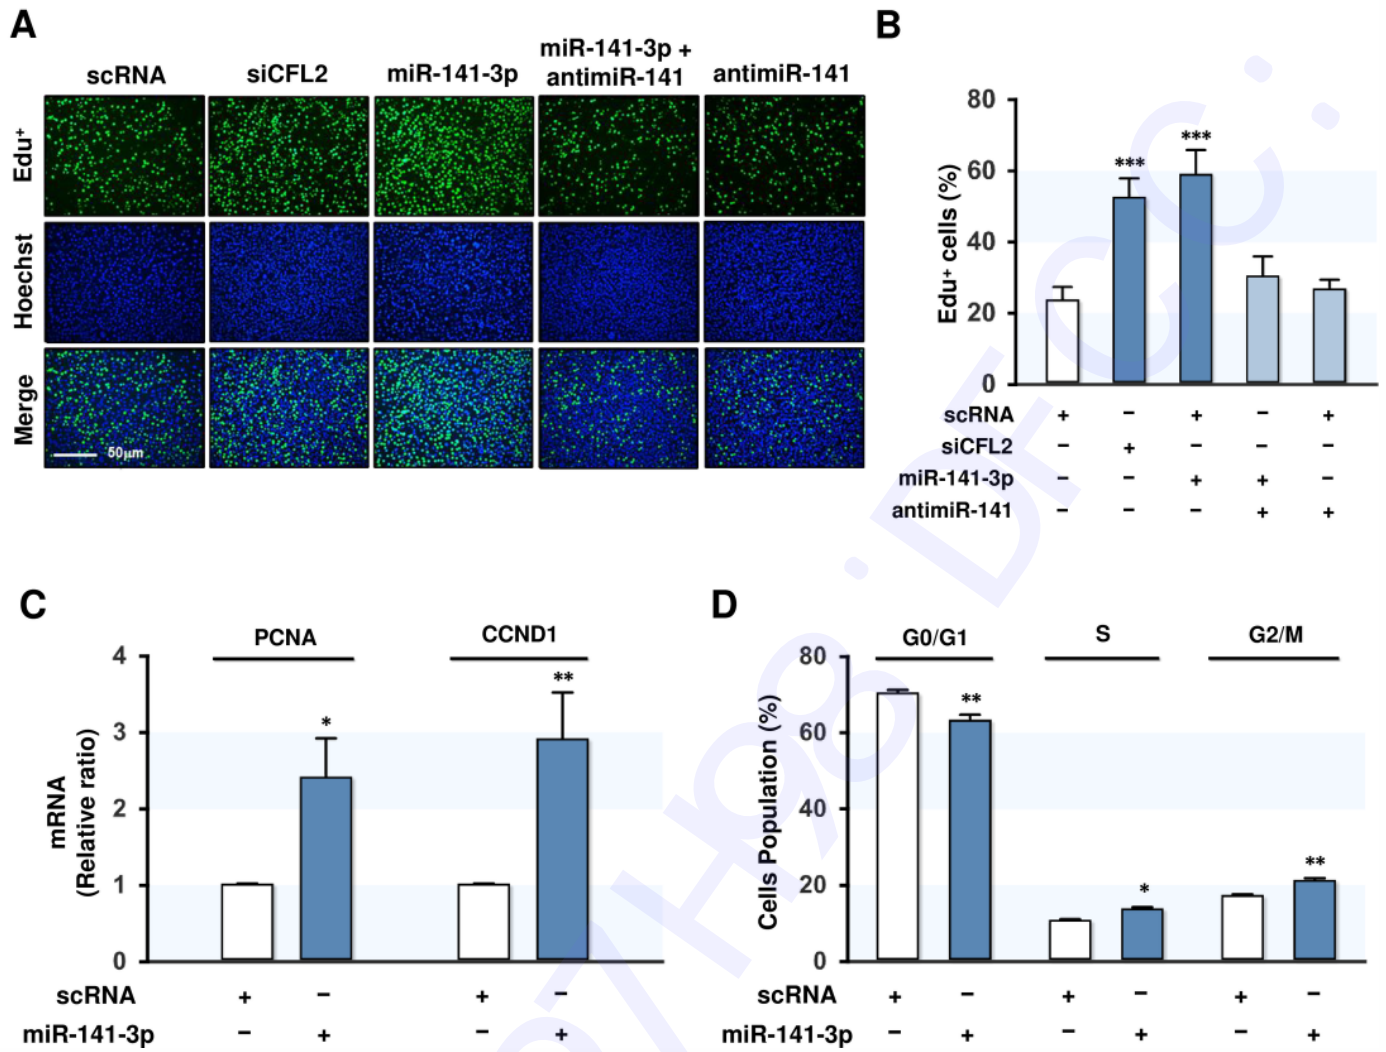 A
B
miR-141-3p +
scRNA siCFL2 miR-141-3p antimiR-141 antimiR-141
Edu+
Hoechst
Merge
50μm
80
60
40
20
0
Edu+ cells (%)
*** ***
scRNA + − + − +
siCFL2 − + − − −
miR-141-3p − − + + −
antimiR-141 − − − + +
C
PCNA CCND1
4
3
2
1
0
mRNA
(Relative ratio)
* **
scRNA + − + −
miR-141-3p − + − +
D
G0/G1 S G2/M
80
60
40
20
0
Cells Population (%)
** * **
scRNA + − + − + −
miR-141-3p − + − + − +